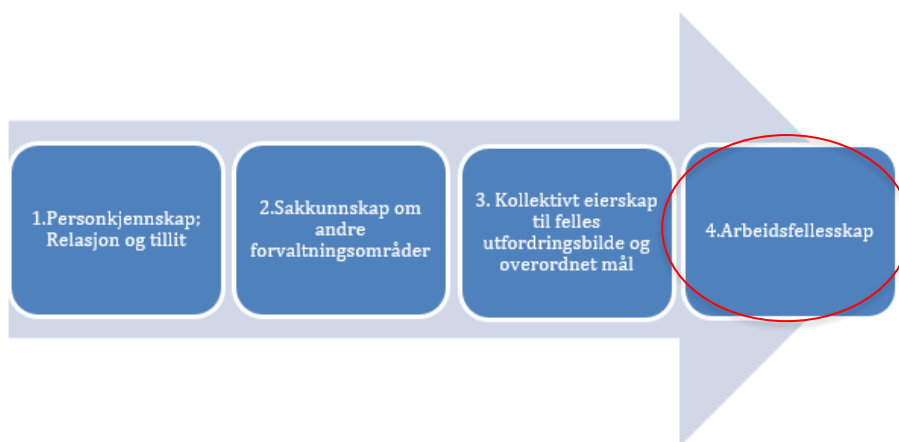 1.Personkjennskap;
Relasjon og tillit
2.Sakkunnskap om
andre
forvaltningsområder
3. Kollektivt eierskap
til felles
utfordringsbilde og
overordnet mål
4.Arbeidsfellesskap